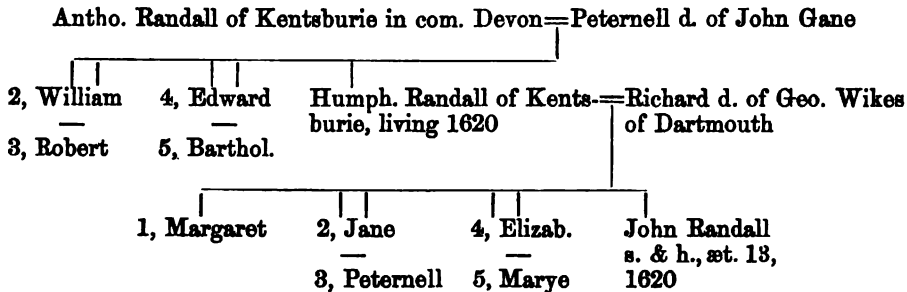 Antho. Randall of Kentsburie in com. Devon=Peternell d. of John Gane
2, William 4, Edward Humph. Randall of Kents-=Richard d. of Geo. Wikes
— — burie, living 1620 of Dartmouth
3, Robert 5, Barthol.
1, Margaret 2, Jane 4, Elizab. John Randall
— — s. & h., æt. 13,
3, Peternell 5, Marye 1620